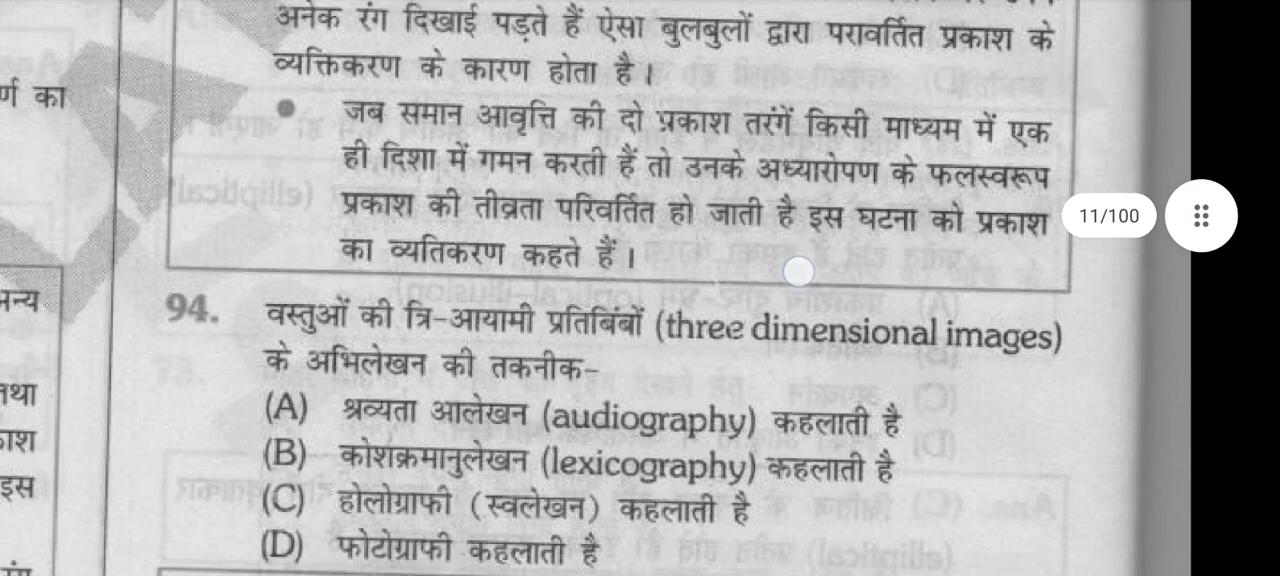 अनेक रंग दिखाई पड़ते हैं ऐसा बुलबुलों द्वारा परावर्तित प्रकाश के
व्यक्तिकरण के कारण होता है।
र्ण का
• जब समान आवृत्ति की दो प्रकाश तरंगें किसी माध्यम में एक
ही दिशा में गमन करती हैं तो उनके अध्यारोपण के फलस्वरूप
प्रकाश की तीव्रता परिवर्तित हो जाती है इस घटना को प्रकाश
का व्यतिकरण कहते हैं।
11/100
94. वस्तुओं की त्रि-आयामी प्रतिबिंबों (three dimensional images)
के अभिलेखन की तकनीक-
(A) श्रव्यता आलेखन (audiography) कहलाती है
(B) कोशक्रमानुलेखन (lexicography) कहलाती है
(C) होलोग्राफी (स्वलेखन) कहलाती है
(D) फोटोग्राफी कहलाती है
इस